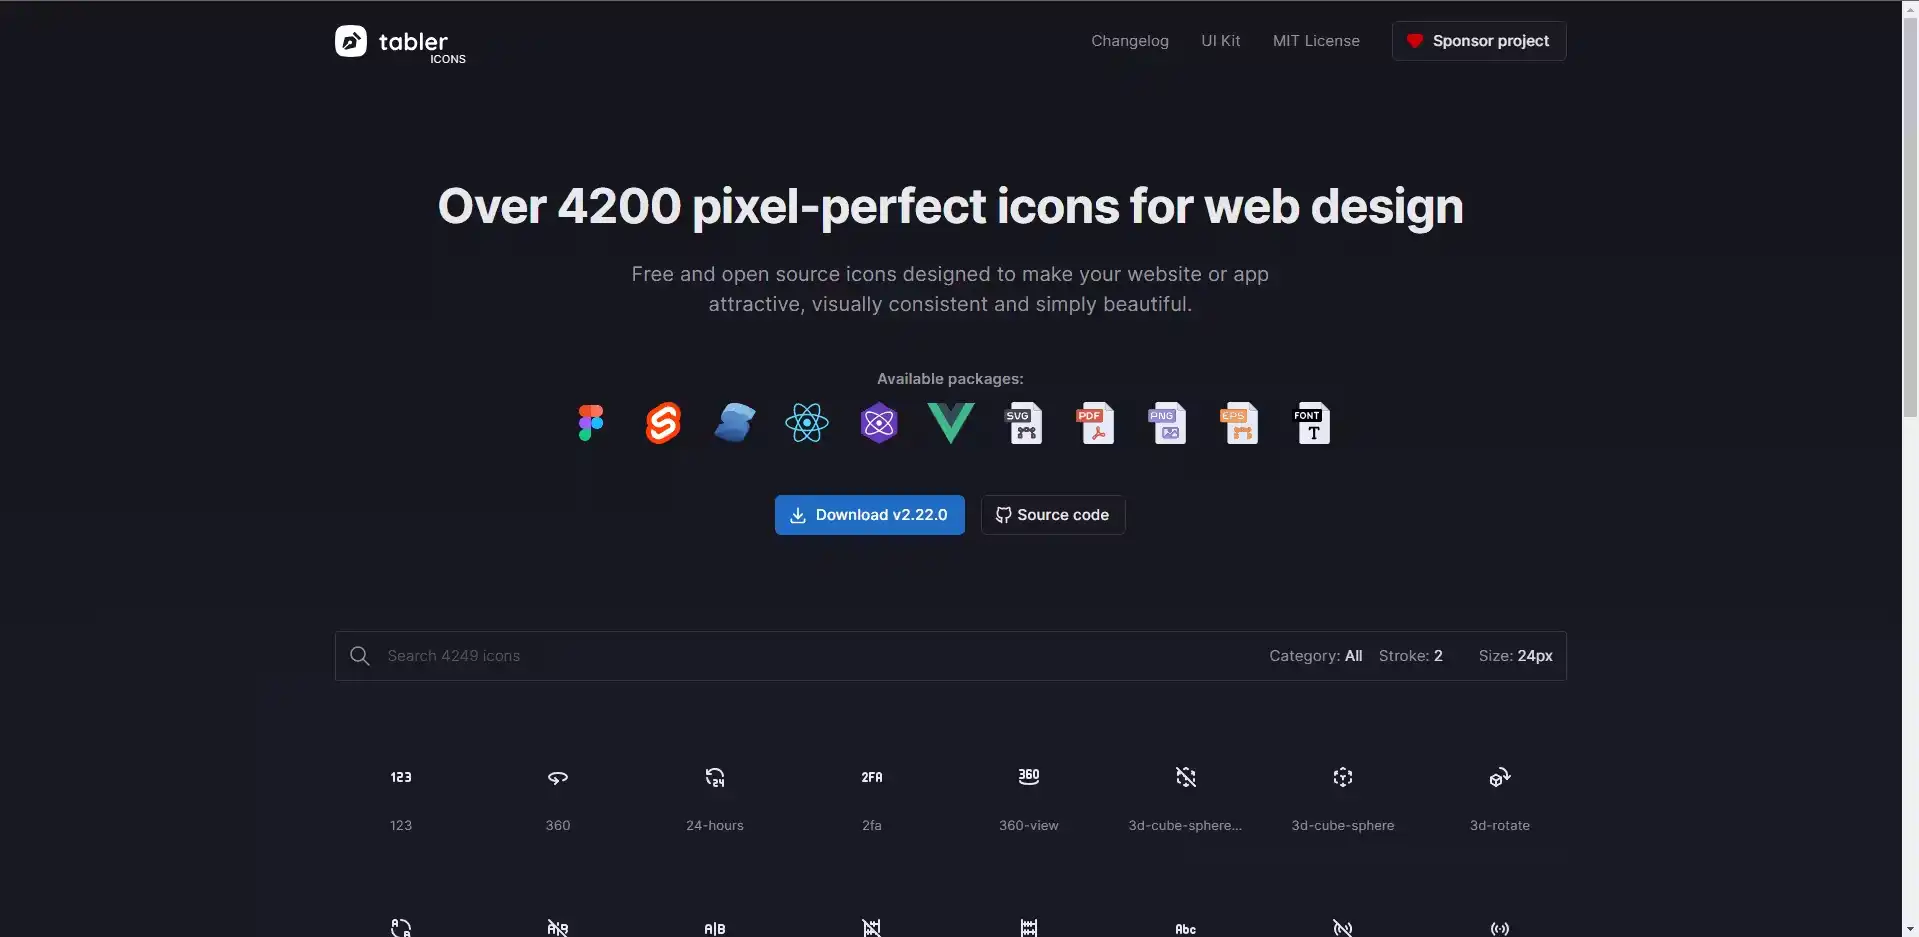 tabler
ICONS
Changelog
UI Kit
MIT License
Sponsor project
Over 4200 pixel-perfect icons for web design
Free and open source icons designed to make your website or app
attractive, visually consistent and simply beautiful.
Available packages:
SVG
PDF
PNG
EPS
FONT
T
Download v2.22.0
Source code
Search 4249 icons
Category: All
Stroke: 2
Size: 24px
123
24
2FA
360
123
360
24-hours
2fa
360-view
3d-cube-sphere...
3d-cube-sphere
3d-rotate
A|B
Abc